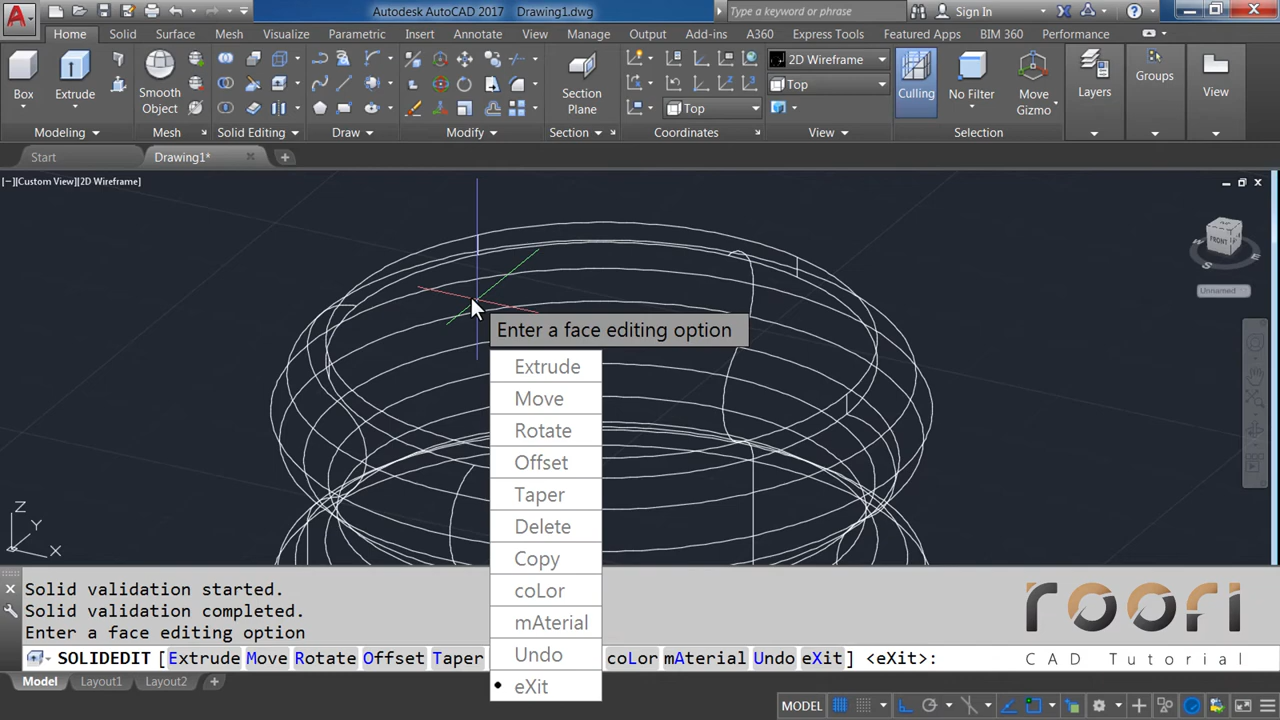 Autodesk AutoCAD 2017 Drawing1.dwg
Type a keyword or phrase
Sign In
Home Solid Surface Mesh Visualize Parametric Insert Annotate View Manage Output Add-ins A360 Express Tools Featured Apps BIM 360 Performance
Box
Extrude
Smooth
Object
Section
Plane
2D Wireframe
Top
Top
Culling
No Filter
Move
Gizmo
Layers
Groups
View
Modeling
Mesh
Solid Editing
Draw
Modify
Section
Coordinates
View
Selection
Start
Drawing1*
[−][Custom View][2D Wireframe]
FRONT
W
S
Unnamed
Enter a face editing option
Extrude
Move
Rotate
Offset
Taper
Delete
Copy
coLor
mAterial
Undo
eXit
Z
Y
X
Solid validation started.
Solid validation completed.
Enter a face editing option
SOLIDEDIT [Extrude Move Rotate Offset Taper coLor mAterial Undo eXit] <eXit>:
roori
CAD Tutorial
Model Layout1 Layout2
MODEL